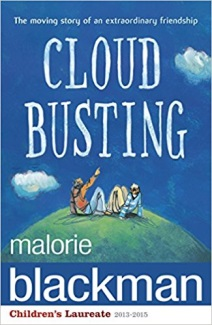 The moving story of an extraordinary friendship
CLOUD
BUSTING
malorie
blackman
Children's Laureate 2013-2015